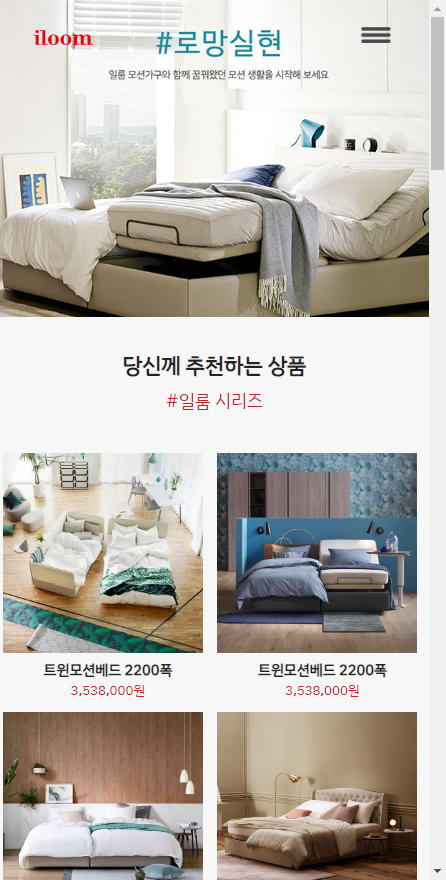 iloom
#로망실현
일룸 모션가구와 함께 꿈꿔왔던 모션 생활을 시작해 보세요
당신께 추천하는 상품
#일룸 시리즈
트윈모션베드 2200폭
3,538,000원
트윈모션베드 2200폭
3,538,000원